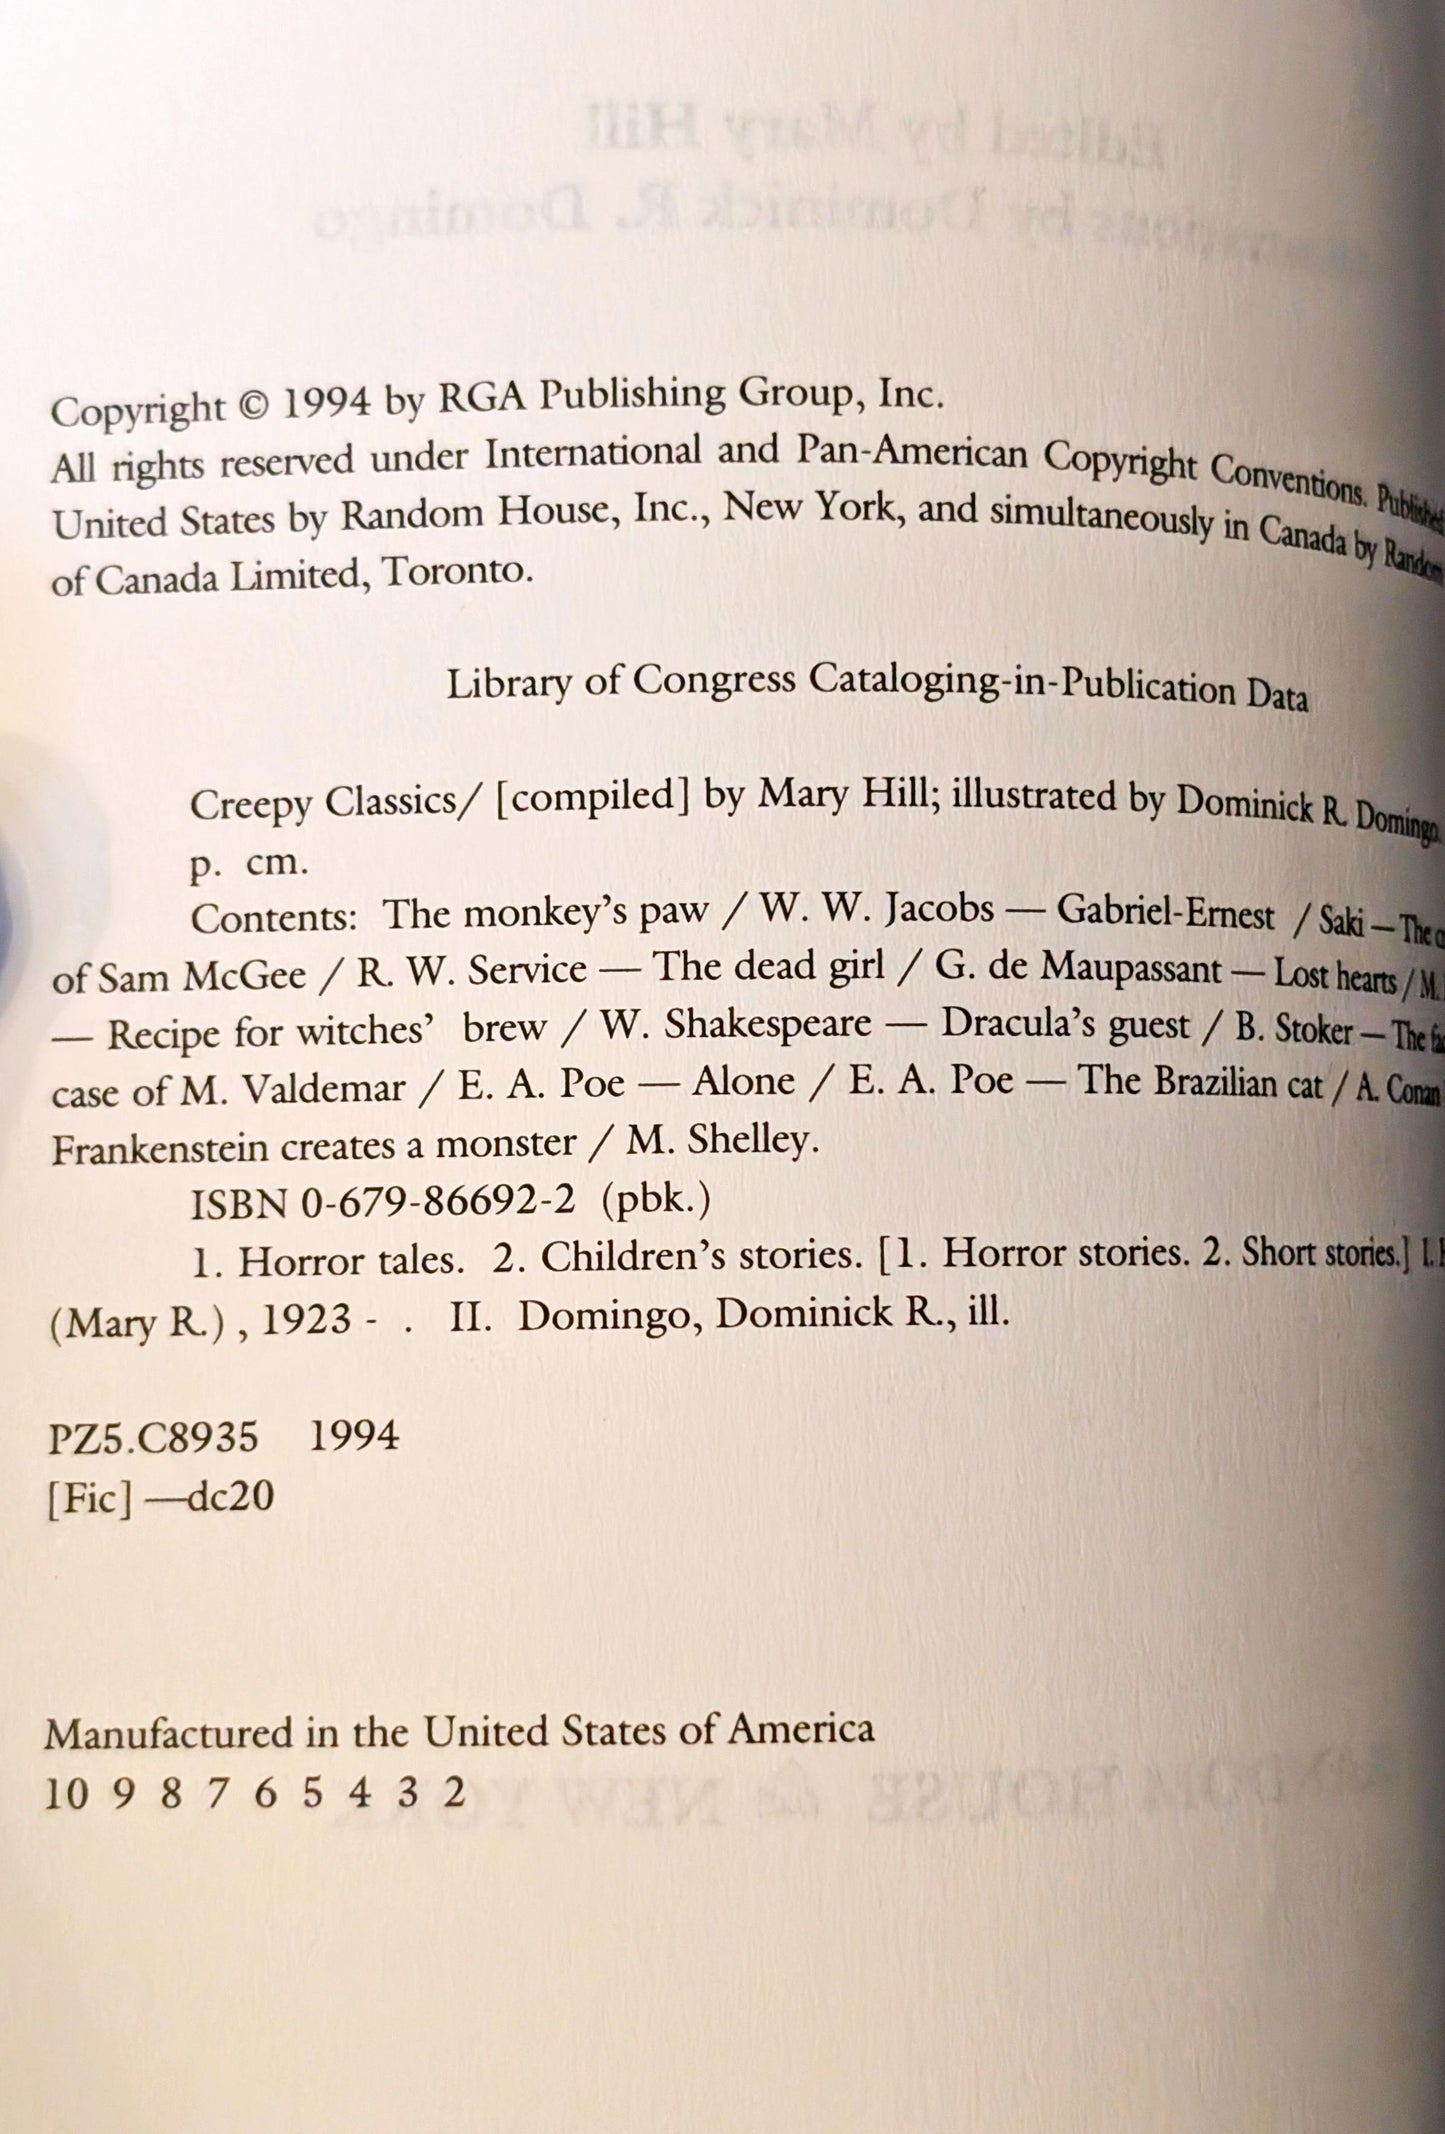 Copyright © 1994 by RGA Publishing Group, Inc.
All rights reserved under International and Pan-American Copyright Conventions. Published
United States by Random House, Inc., New York, and simultaneously in Canada by Random
of Canada Limited, Toronto.
Library of Congress Cataloging-in-Publication Data
Creepy Classics/ [compiled] by Mary Hill; illustrated by Dominick R. Domingo.
p. cm.
Contents: The monkey's paw / W. W. Jacobs — Gabriel-Ernest / Saki — The
of Sam McGee / R. W. Service — The dead girl / G. de Maupassant — Lost hearts / M.
— Recipe for witches' brew / W. Shakespeare — Dracula's guest / B. Stoker — The
case of M. Valdemar / E. A. Poe — Alone / E. A. Poe — The Brazilian cat / A. Conan
Frankenstein creates a monster / M. Shelley.
ISBN 0-679-86692-2 (pbk.)
1. Horror tales. 2. Children's stories. [1. Horror stories. 2. Short stories.] I.
(Mary R.) , 1923 - . II. Domingo, Dominick R., ill.
PZ5.C8935 1994
[Fic] —dc20
Manufactured in the United States of America
10 9 8 7 6 5 4 3 2